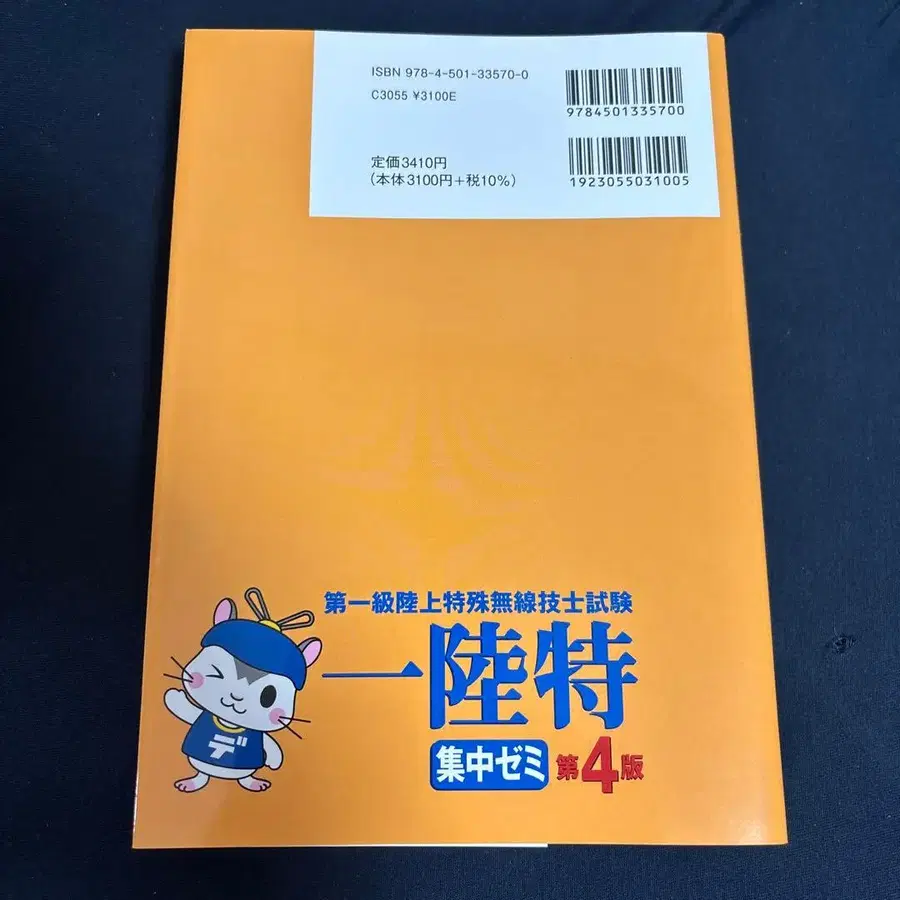 ISBN 978-4-501-33570-0
C3055 ¥3100E
9784501335700
定価3410円
(本体3100円+税10%)
1923055031005
第一級陸上特殊無線技士試験
一陸特
集中ゼミ 第4版
デ